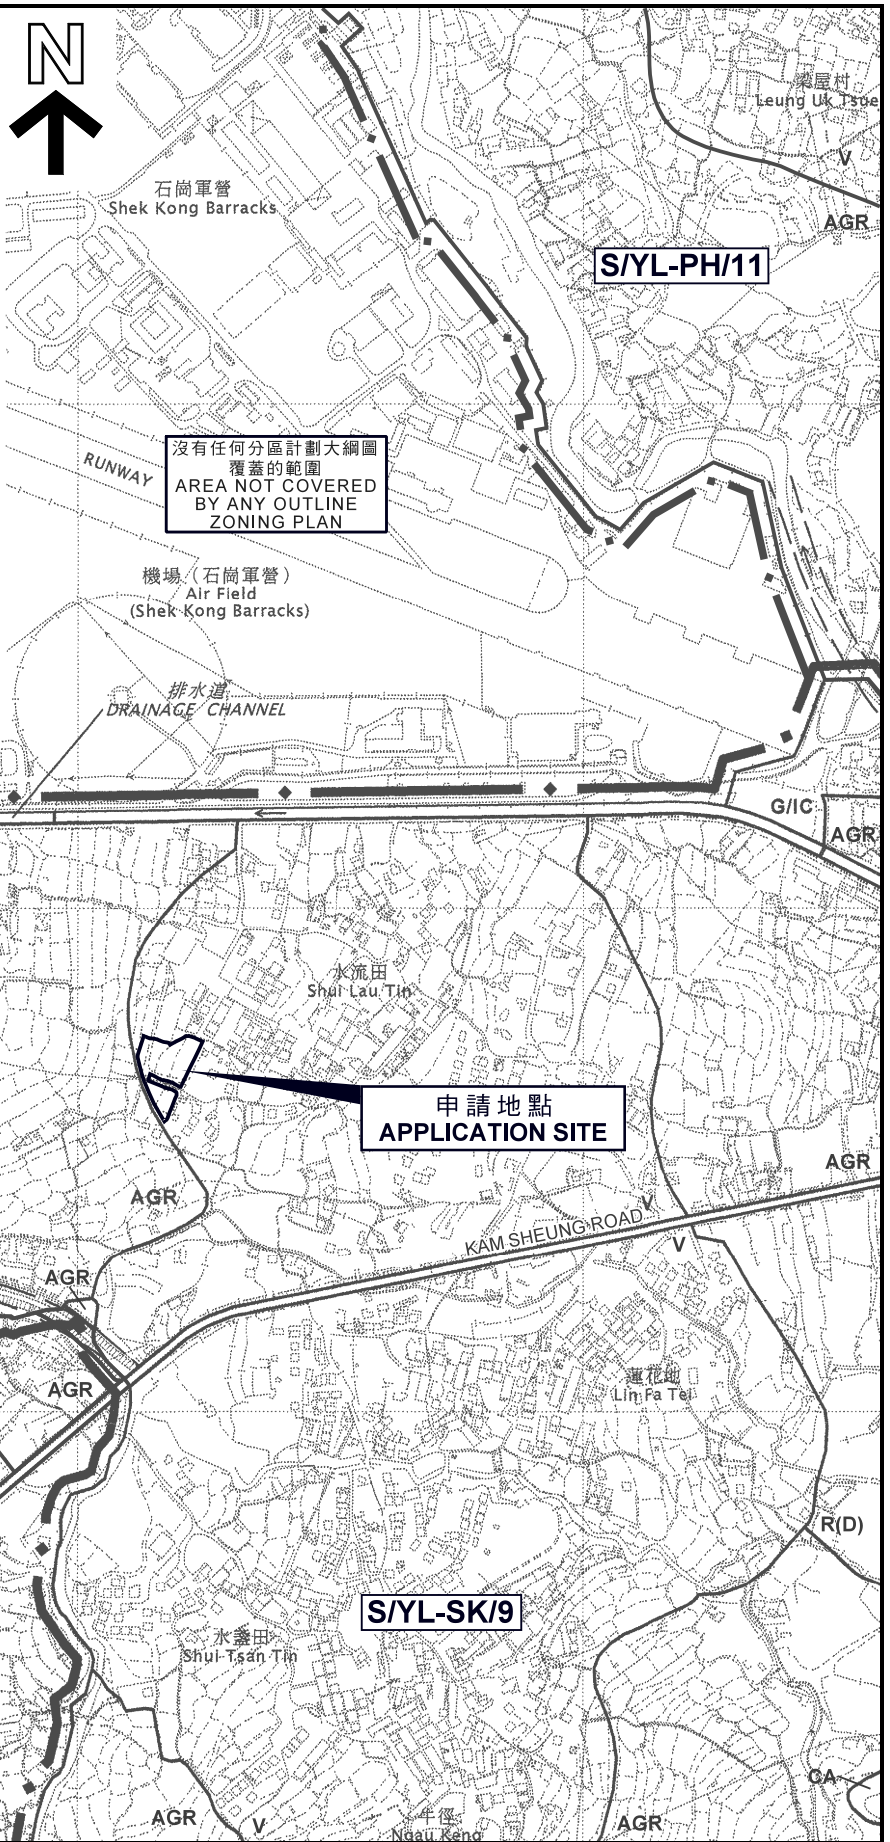 N
梁屋村
Leung Uk Tsue
V
AGR
石崗軍營
Shek Kong Barracks
S/YL-PH/11
RUNWAY
沒有任何分區計劃大綱圖
覆蓋的範圍
AREA NOT COVERED
BY ANY OUTLINE
ZONING PLAN
機場（石崗軍營）
Air Field
(Shek Kong Barracks)
排水道
DRAINAGE CHANNEL
G/IC
AGR
水流田
Shui Lau Tin
申請地點
APPLICATION SITE
AGR
AGR
V
KAM SHEUNG ROAD
V
AGR
AGR
蓮花地
Lin Fa Tei
R(D)
S/YL-SK/9
水盞田
Shui Tsan Tin
CA
AGR
V
牛徑
Ngau Keng
AGR